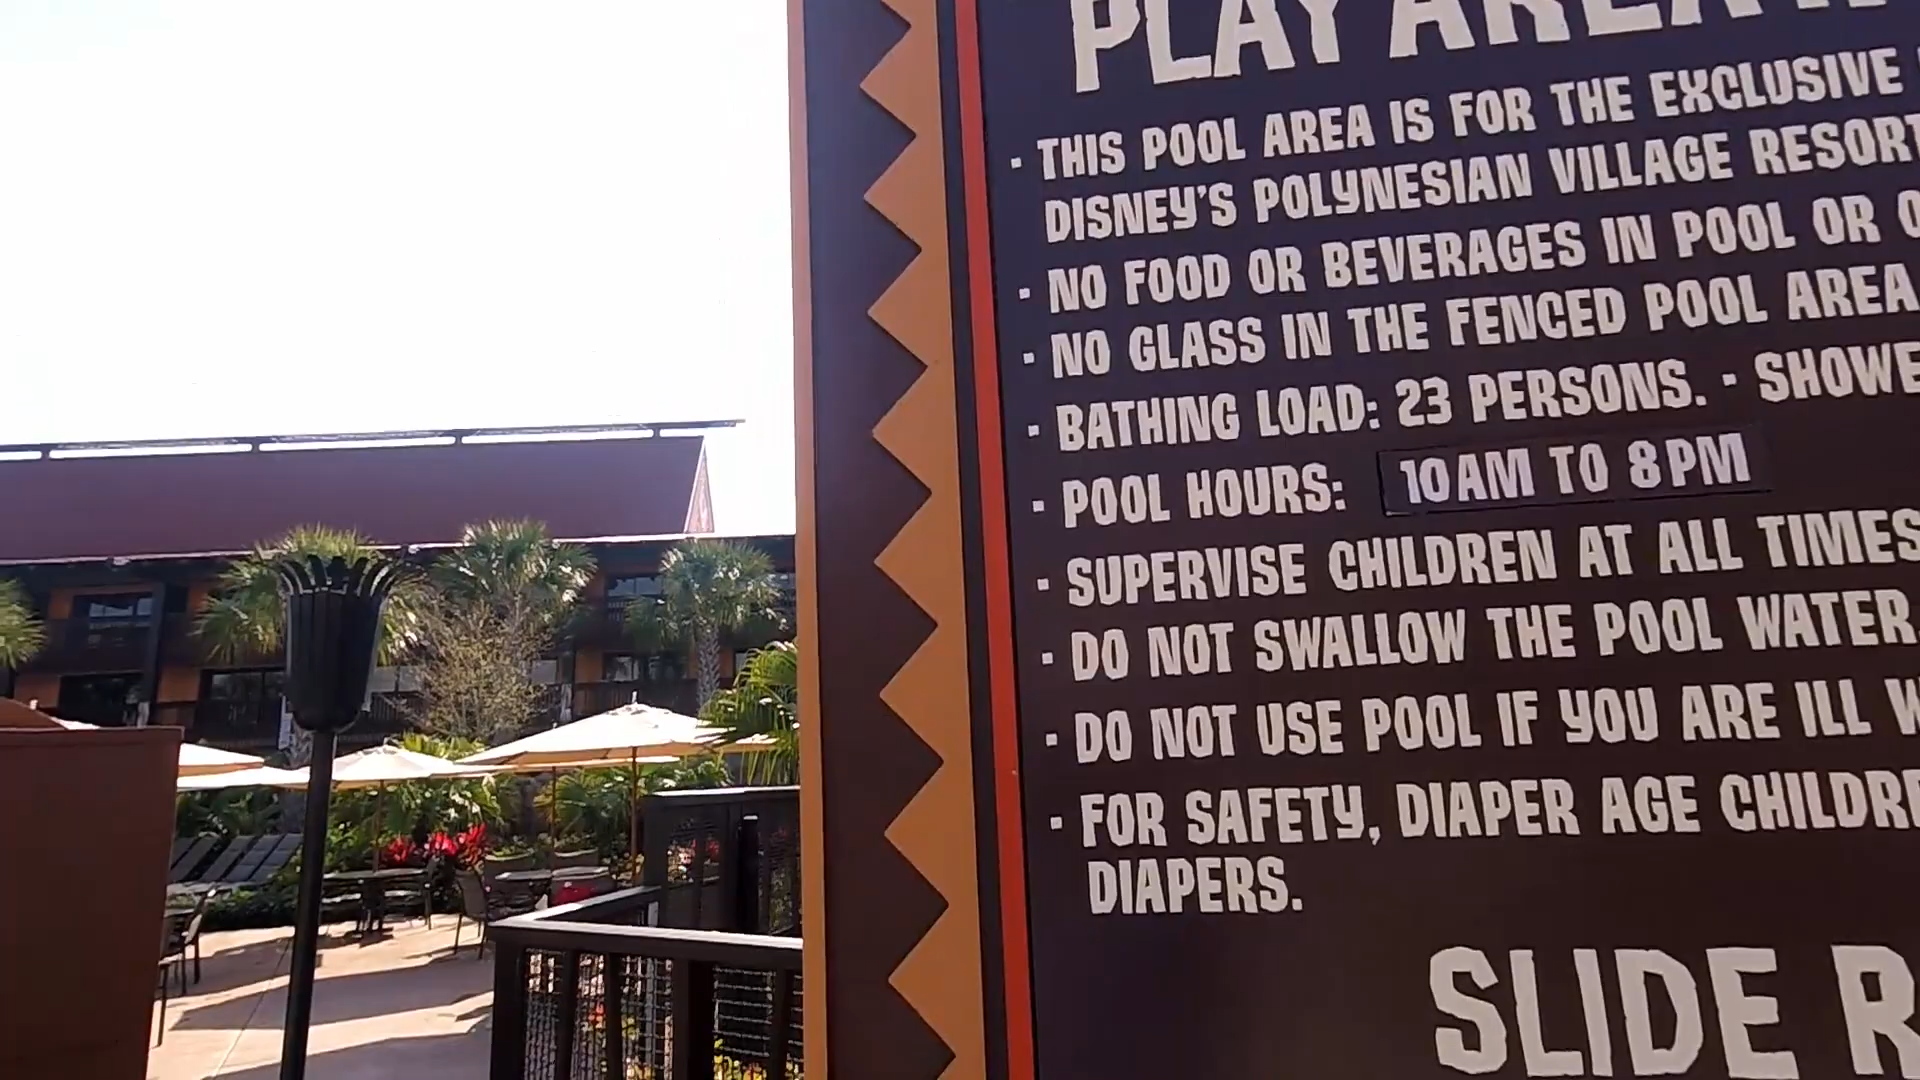 PLAY AREA
· THIS POOL AREA IS FOR THE EXCLUSIVE
DISNEY'S POLYNESIAN VILLAGE RESORT
· NO FOOD OR BEVERAGES IN POOL OR
· NO GLASS IN THE FENCED POOL AREA
· BATHING LOAD: 23 PERSONS. ·
· POOL HOURS: 10 AM TO 8 PM
· SUPERVISE CHILDREN AT ALL TIMES
· DO NOT SWALLOW THE POOL WATER
· DO NOT USE POOL IF YOU ARE ILL
· FOR SAFETY, DIAPER AGE
DIAPERS.
SLIDE